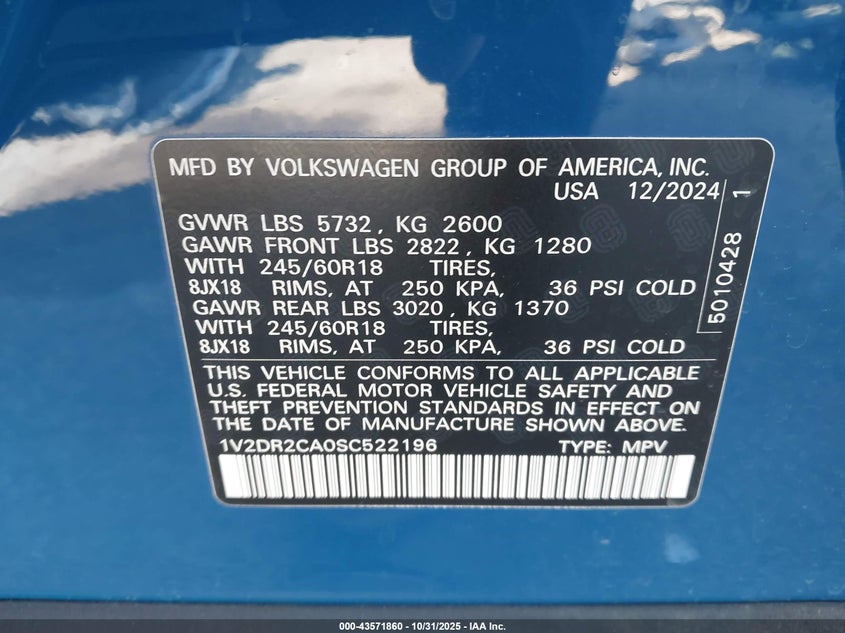 MFD BY VOLKSWAGEN GROUP OF AMERICA, INC.
USA 12/2024
GVWR LBS 5732, KG 2600
GAWR FRONT LBS 2822, KG 1280
WITH 245/60R18 TIRES,
8JX18 RIMS, AT 250 KPA, 36 PSI COLD
GAWR REAR LBS 3020, KG 1370
WITH 245/60R18 TIRES,
8JX18 RIMS, AT 250 KPA, 36 PSI COLD
5010428 1
THIS VEHICLE CONFORMS TO ALL APPLICABLE
U.S. FEDERAL MOTOR VEHICLE SAFETY AND
THEFT PREVENTION STANDARDS IN EFFECT ON
THE DATE OF MANUFACTURE SHOWN ABOVE.
1V2DR2CA0SC522196 TYPE: MPV
000-43571860 - 10/31/2025 - IAA Inc.